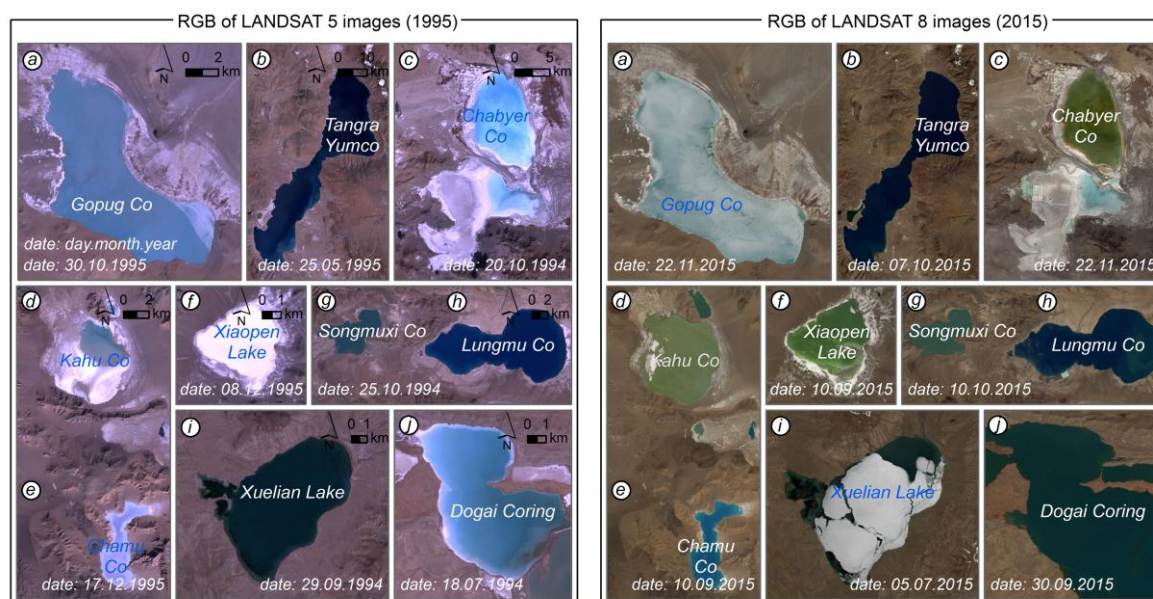 RGB of LANDSAT 5 images (1995)
a
0 2
km
N
b
0 10
km
N
c
0 5
km
N
Tangra
Yumco
Chabyer
Co
Gopug Co
date: day.month.year
date: 30.10.1995
date: 25.05.1995
date: 20.10.1994
d
0 2
km
N
f
0 1
km
N
g
h
0 2
km
N
Kahu Co
Xiaopen
Lake
Songmuxi Co
Lungmu Co
date: 08.12.1995
date: 25.10.1994
e
Chamu
Co
date: 17.12.1995
i
0 1
km
N
Xuelian Lake
date: 29.09.1994
j
0 1
km
N
Dogai Coring
date: 18.07.1994
RGB of LANDSAT 8 images (2015)
a
b
c
Tangra
Yumco
Chabyer
Co
Gopug Co
date: 22.11.2015
date: 07.10.2015
date: 22.11.2015
d
f
g
h
Kahu Co
Xiaopen
Lake
Songmuxi Co
Lungmu Co
date: 10.09.2015
date: 10.10.2015
e
Chamu
Co
date: 10.09.2015
i
Xuelian Lake
date: 05.07.2015
j
Dogai Coring
date: 30.09.2015